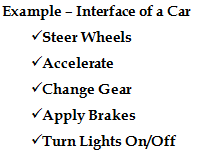 Example – Interface of a Car
✓Steer Wheels
✓Accelerate
✓Change Gear
✓Apply Brakes
✓Turn Lights On/Off